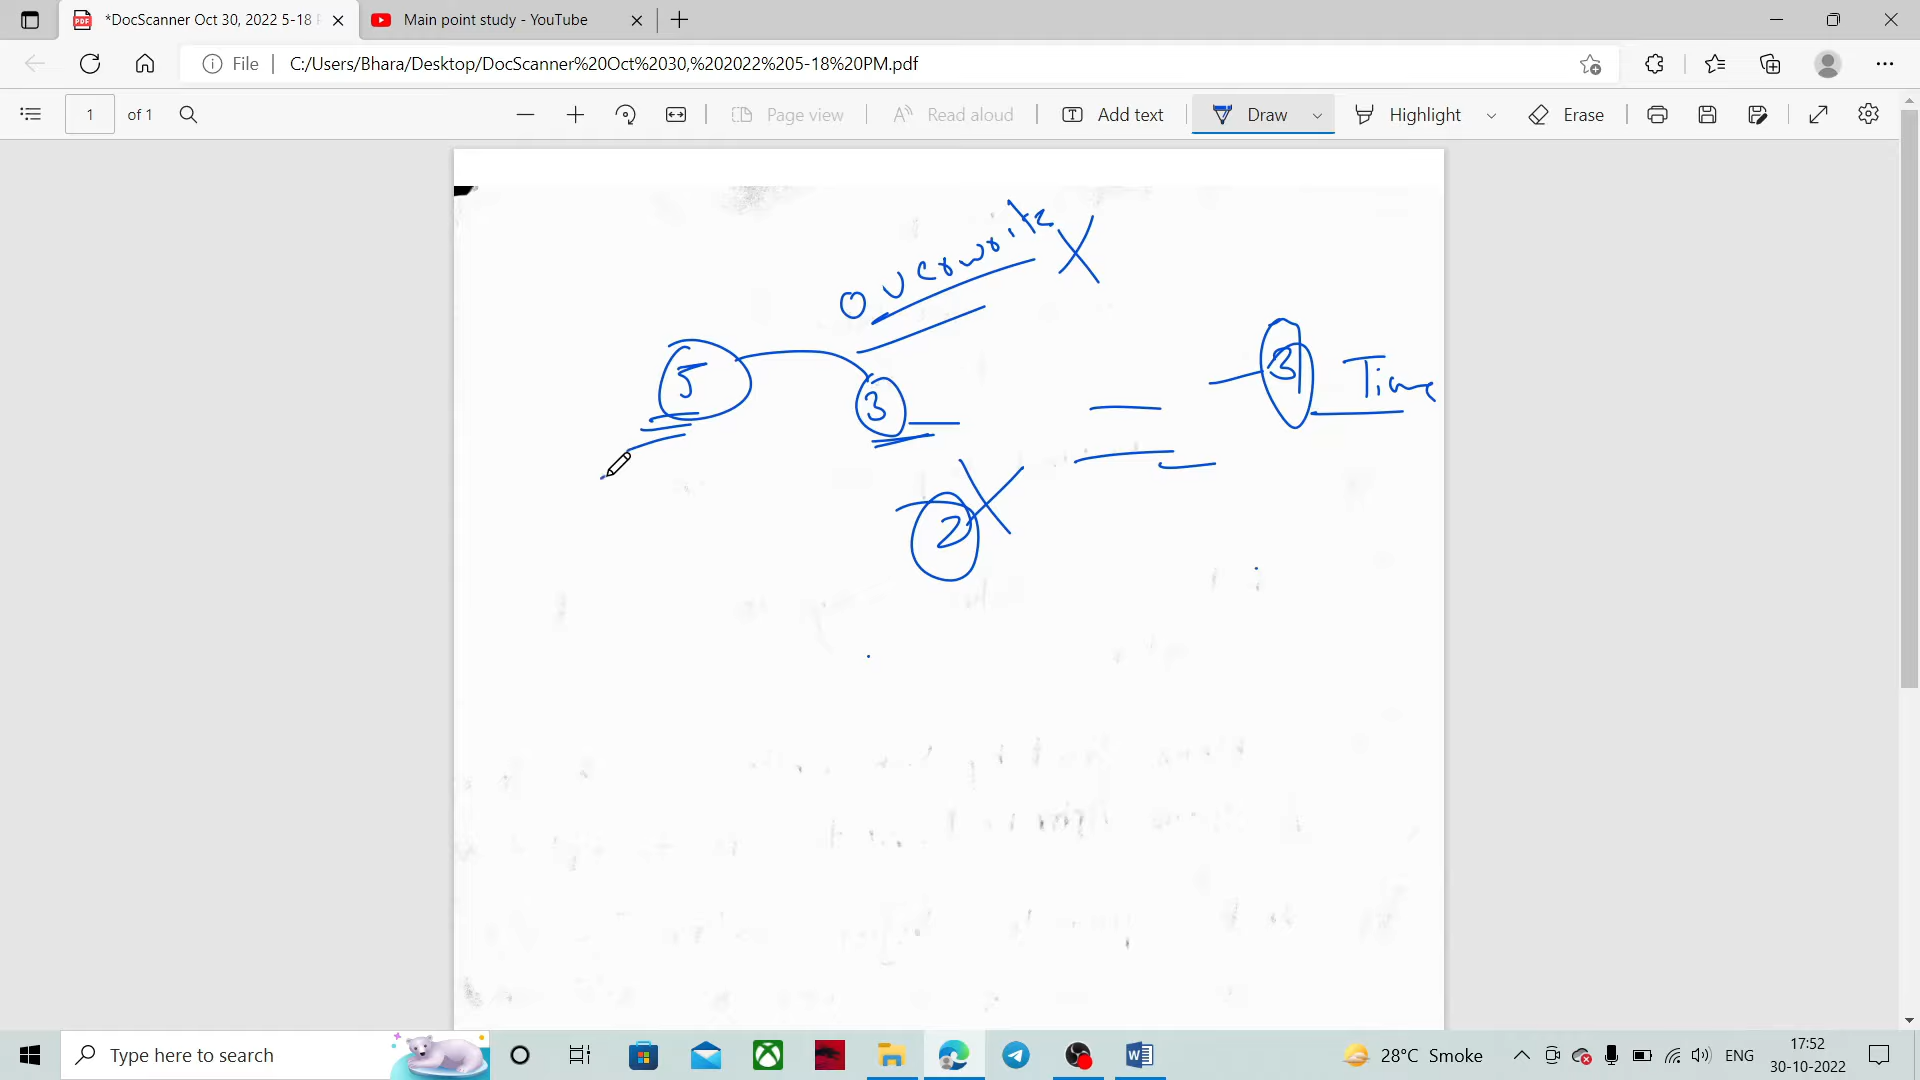 *DocScanner Oct 30, 2022 5-18 P
Main point study - YouTube
File
C:/Users/Bhara/Desktop/DocScanner%20Oct%2030,%202022%205-18%20PM.pdf
1 of 1
Page view
Read aloud
Add text
Draw
Highlight
Erase
Overwrite X
5
3
3 Time
2 X
Type here to search
28°C Smoke
ENG
17:52
30-10-2022